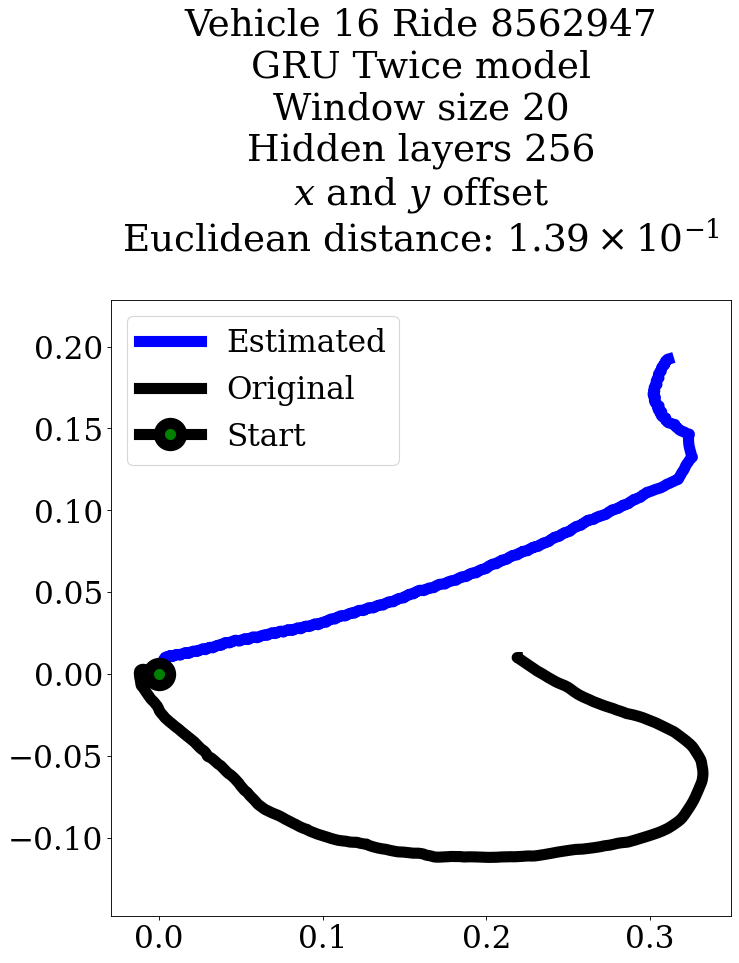 Vehicle 16 Ride 8562947
GRU Twice model
Window size 20
Hidden layers 256
x and y offset
Euclidean distance: 1.39 × 10⁻¹
Estimated
Original
Start
0.20
0.15
0.10
0.05
0.00
−0.05
−0.10
0.0 0.1 0.2 0.3